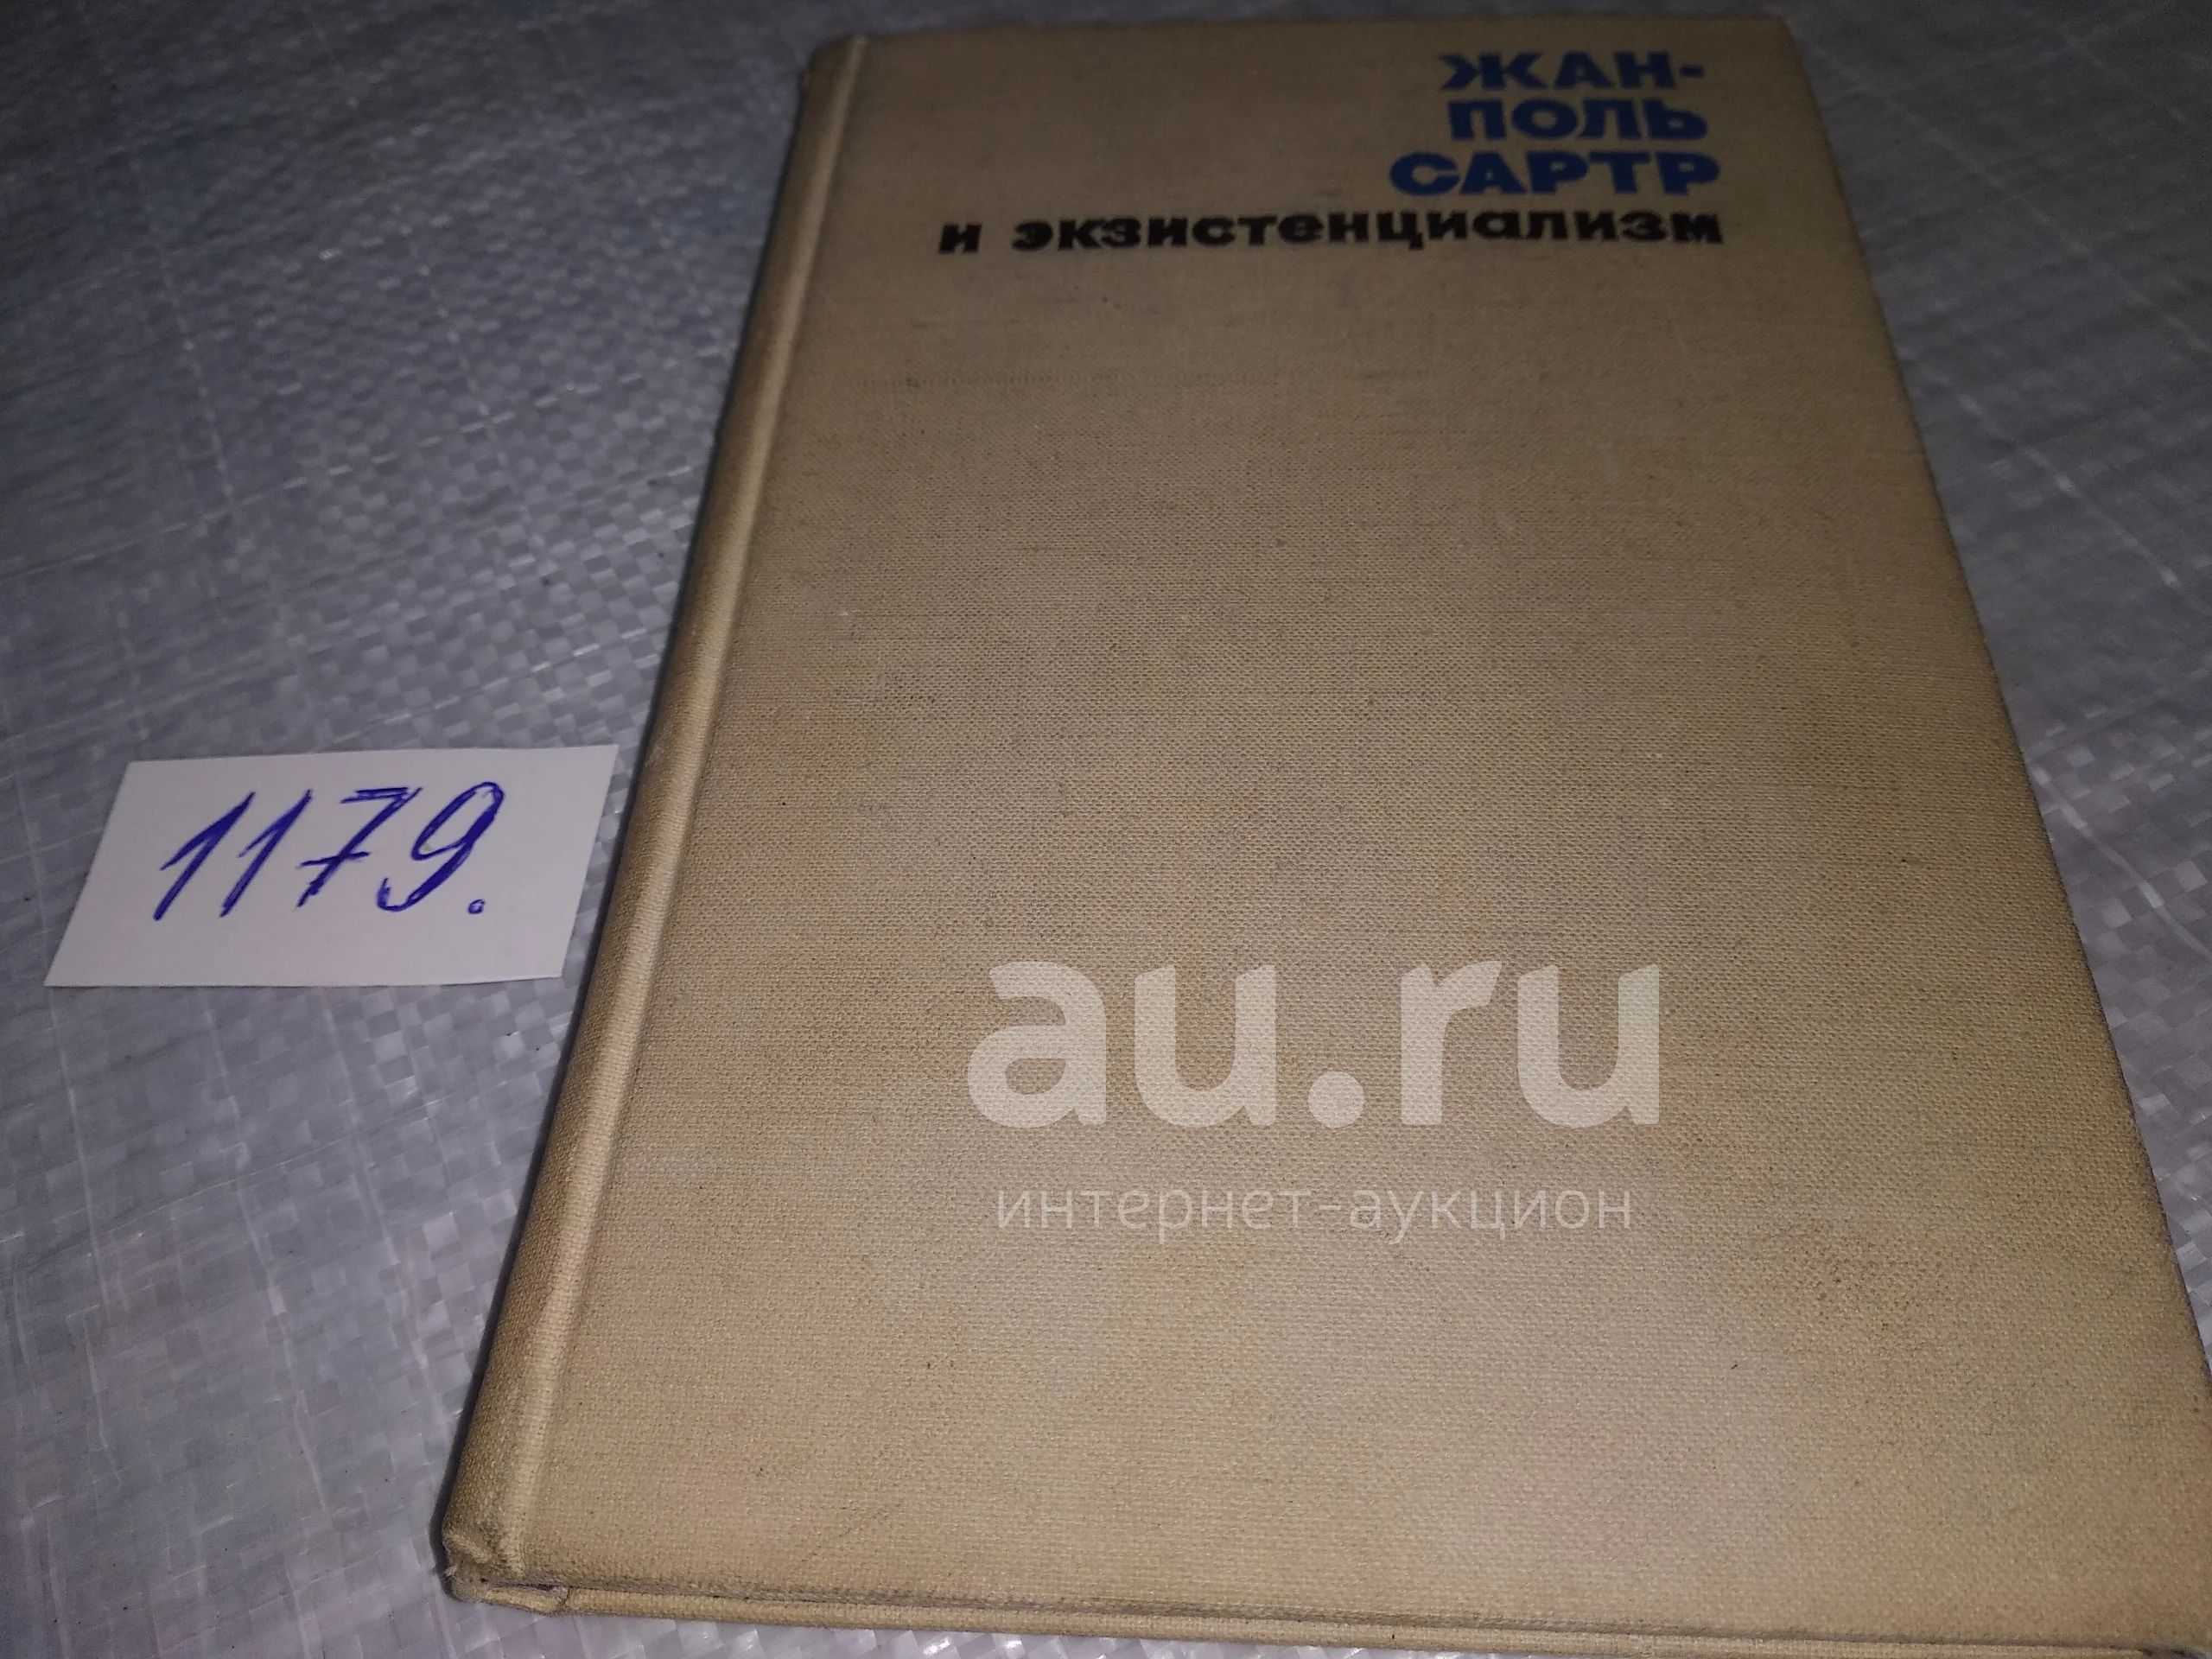 ЖАН-
ПОЛЬ
САРТР
и экзистенциализм
1179.
au.ru
интернет-аукцион